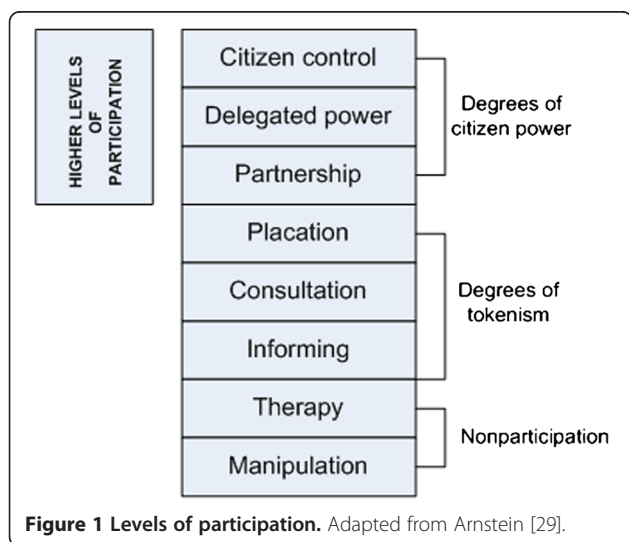 HIGHER LEVELS
OF
PARTICIPATION
Citizen control
Delegated power
Partnership
Placation
Consultation
Informing
Therapy
Manipulation
Degrees of
citizen power
Degrees of
tokenism
Nonparticipation
Figure 1 Levels of participation. Adapted from Arnstein [29].